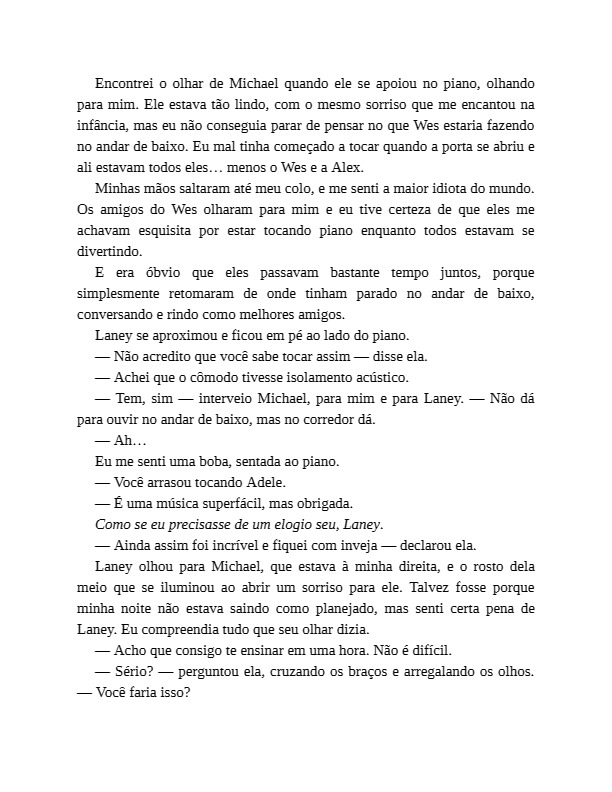 Encontrei o olhar de Michael quando ele se apoiou no piano, olhando
para mim. Ele estava tão lindo, com o mesmo sorriso que me encantou na
infância, mas eu não conseguia parar de pensar no que Wes estaria fazendo
no andar de baixo. Eu mal tinha começado a tocar quando a porta se abriu e
ali estavam todos eles… menos o Wes e a Alex.
Minhas mãos saltaram até meu colo, e me senti a maior idiota do mundo.
Os amigos do Wes olharam para mim e eu tive certeza de que eles me
achavam esquisita por estar tocando piano enquanto todos estavam se
divertindo.
E era óbvio que eles passavam bastante tempo juntos, porque
simplesmente retomaram de onde tinham parado no andar de baixo,
conversando e rindo como melhores amigos.
Laney se aproximou e ficou em pé ao lado do piano.
— Não acredito que você sabe tocar assim — disse ela.
— Achei que o cômodo tivesse isolamento acústico.
— Tem, sim — interveio Michael, para mim e para Laney. — Não dá
para ouvir no andar de baixo, mas no corredor dá.
— Ah…
Eu me senti uma boba, sentada ao piano.
— Você arrasou tocando Adele.
— É uma música superfácil, mas obrigada.
Como se eu precisasse de um elogio seu, Laney.
— Ainda assim foi incrível e fiquei com inveja — declarou ela.
Laney olhou para Michael, que estava à minha direita, e o rosto dela
meio que se iluminou ao abrir um sorriso para ele. Talvez fosse porque
minha noite não estava saindo como planejado, mas senti certa pena de
Laney. Eu compreendia tudo que seu olhar dizia.
— Acho que consigo te ensinar em uma hora. Não é difícil.
— Sério? — perguntou ela, cruzando os braços e arregalando os olhos.
— Você faria isso?